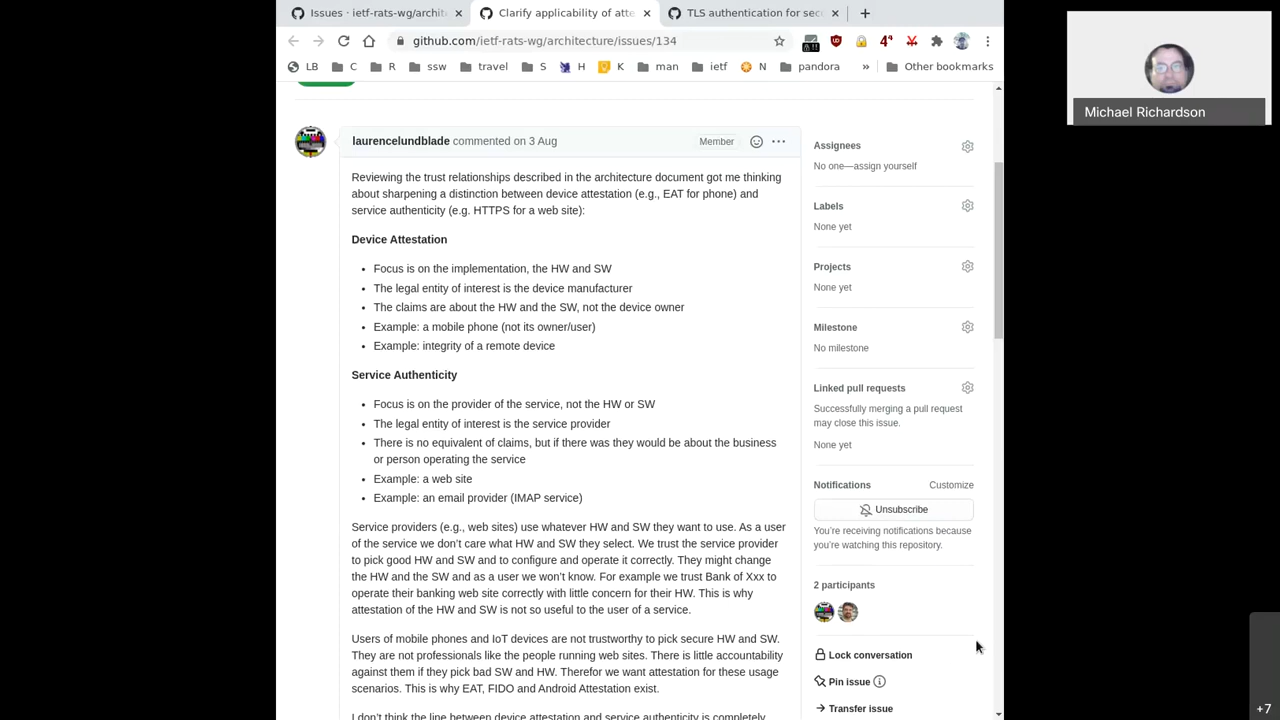 Issues · ietf-rats-wg/archite
Clarify applicability of atte
TLS authentication for secu
github.com/ietf-rats-wg/architecture/issues/134
LB
C
R
ssw
travel
S
H
K
man
ietf
N
pandora
»
Other bookmarks
Michael Richardson
laurencelundblade commented on 3 Aug
Member
Reviewing the trust relationships described in the architecture document got me thinking
about sharpening a distinction between device attestation (e.g., EAT for phone) and
service authenticity (e.g. HTTPS for a web site):
Device Attestation
• Focus is on the implementation, the HW and SW
• The legal entity of interest is the device manufacturer
• The claims are about the HW and the SW, not the device owner
• Example: a mobile phone (not its owner/user)
• Example: integrity of a remote device
Service Authenticity
• Focus is on the provider of the service, not the HW or SW
• The legal entity of interest is the service provider
• There is no equivalent of claims, but if there was they would be about the business
or person operating the service
• Example: a web site
• Example: an email provider (IMAP service)
Service providers (e.g., web sites) use whatever HW and SW they want to use. As a user
of the service we don't care what HW and SW they select. We trust the service provider
to pick good HW and SW and to configure and operate it correctly. They might change
the HW and the SW and as a user we won't know. For example we trust Bank of Xxx to
operate their banking web site correctly with little concern for their HW. This is why
attestation of the HW and SW is not so useful to the user of a service.
Users of mobile phones and IoT devices are not trustworthy to pick secure HW and SW.
They are not professionals like the people running web sites. There is little accountability
against them if they pick bad SW and HW. Therefor we want attestation for these usage
scenarios. This is why EAT, FIDO and Android Attestation exist.
I don't think the line between device attestation and service authenticity is completely
Assignees
No one—assign yourself
Labels
None yet
Projects
None yet
Milestone
No milestone
Linked pull requests
Successfully merging a pull request
may close this issue.
None yet
Notifications
Customize
Unsubscribe
You're receiving notifications because
you're watching this repository.
2 participants
Lock conversation
Pin issue
Transfer issue
+7